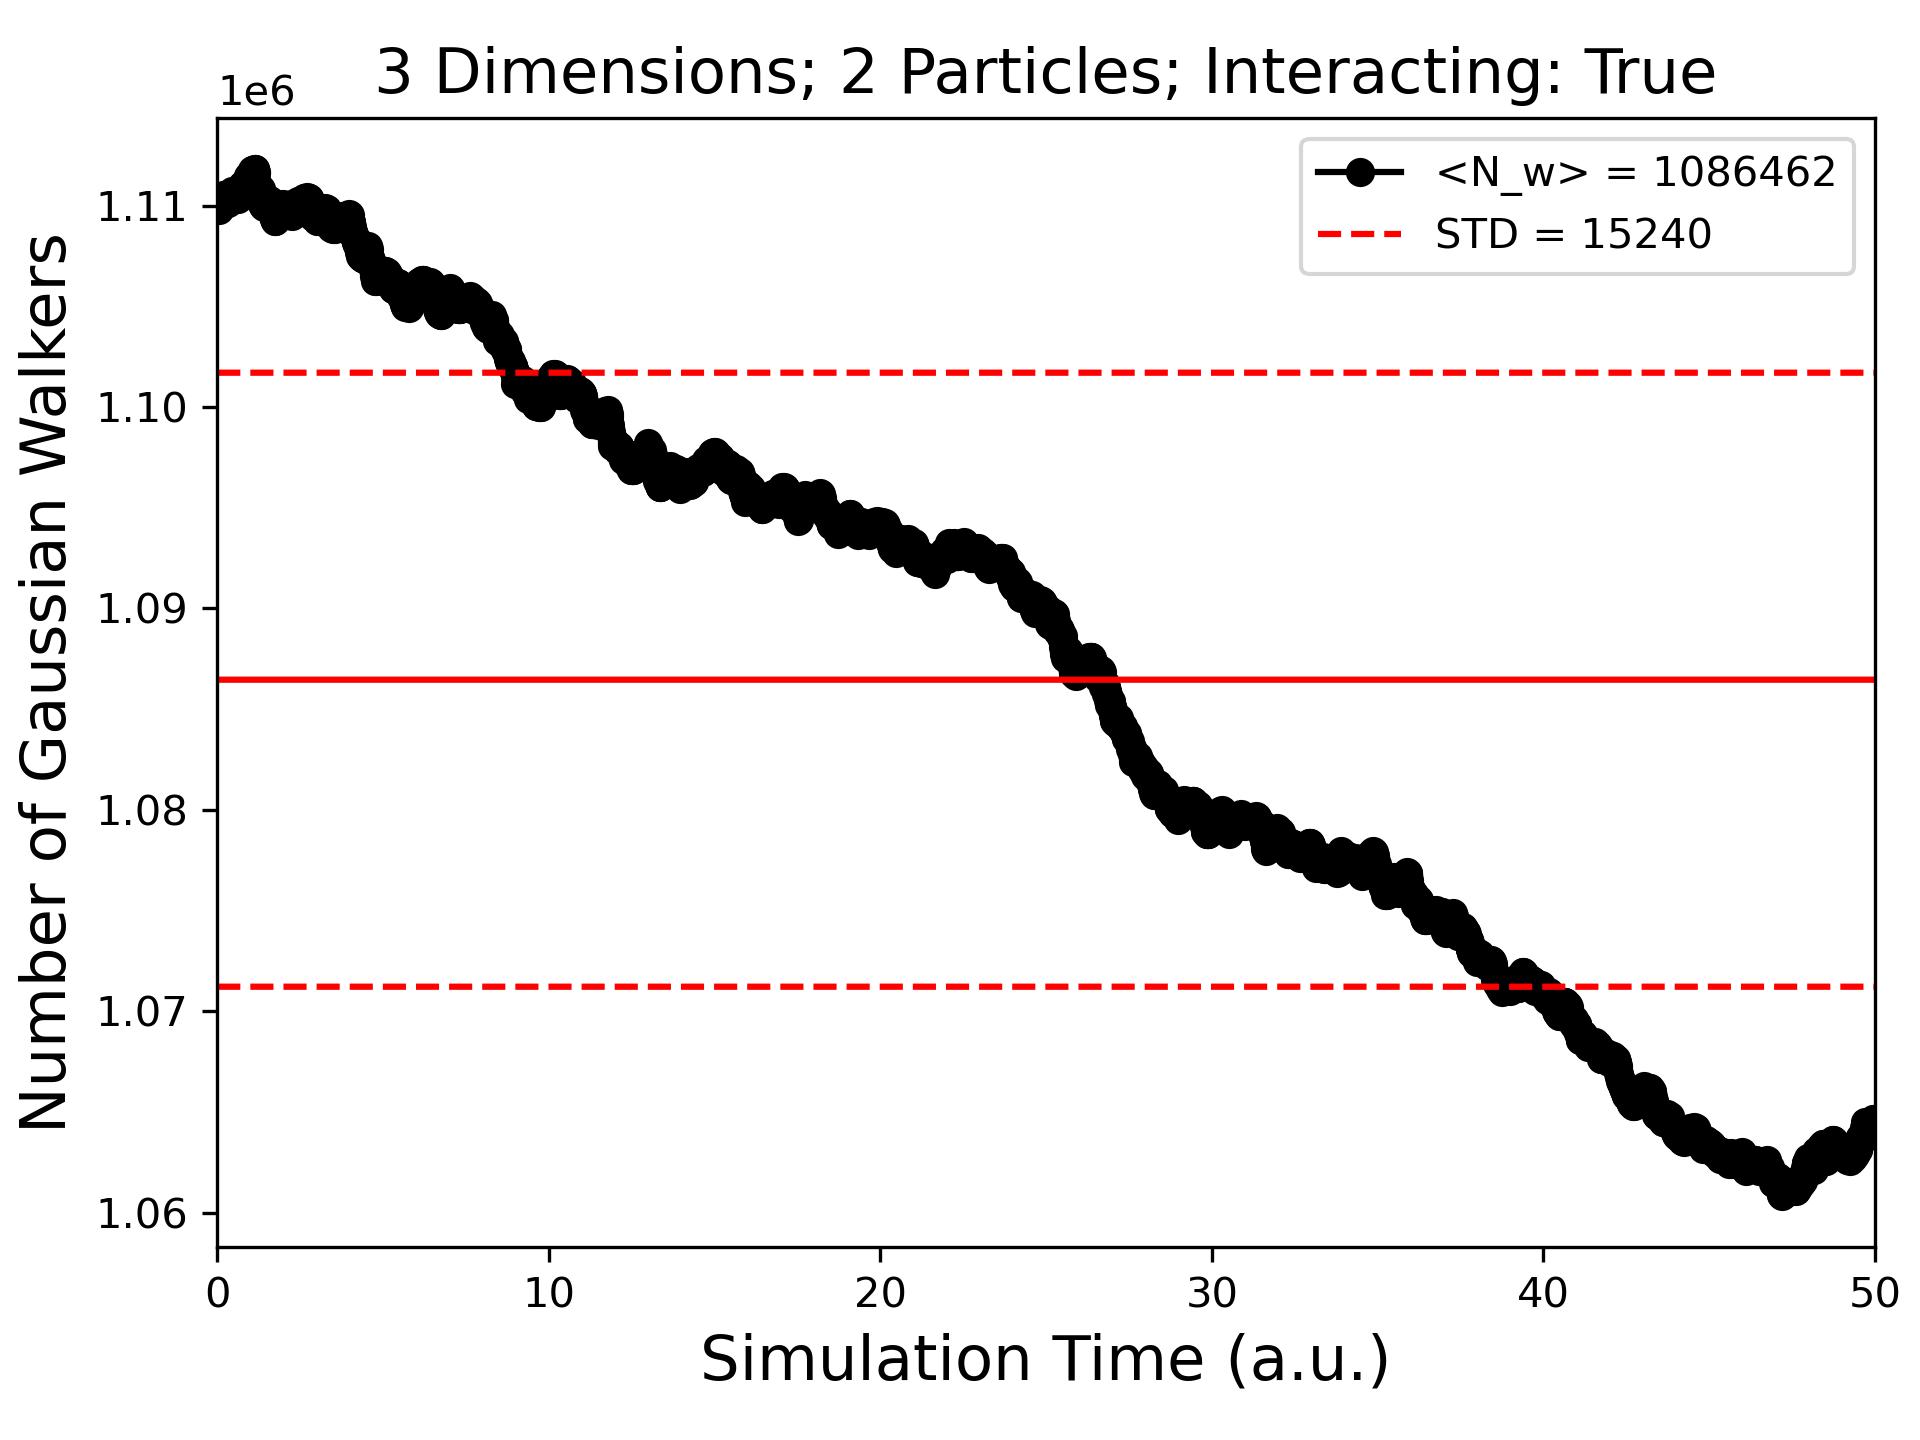 3 Dimensions; 2 Particles; Interacting: True
1e6
<N_w> = 1086462
STD = 15240
Number of Gaussian Walkers
1.11
1.10
1.09
1.08
1.07
1.06
0 10 20 30 40 50
Simulation Time (a.u.)